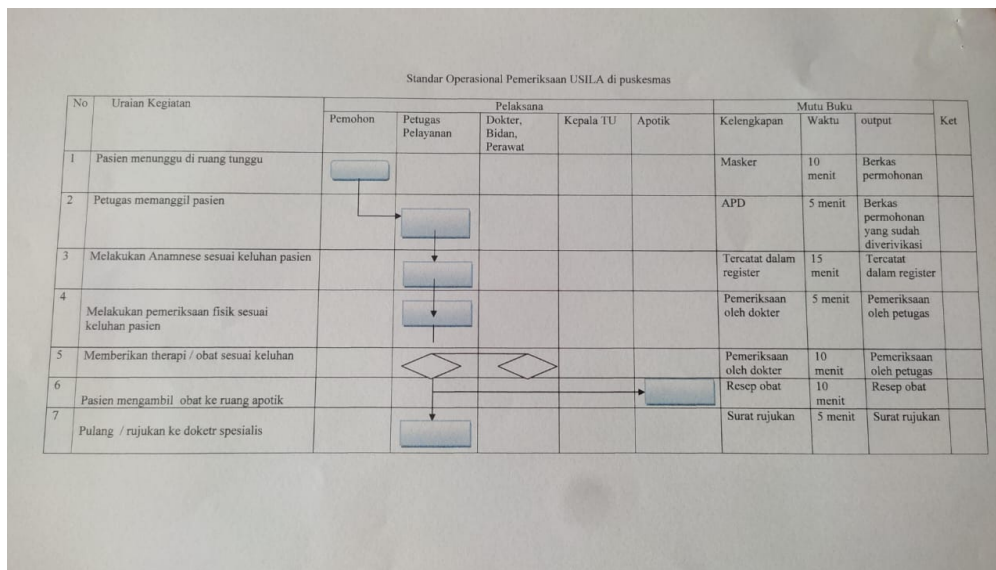 Standar Operasional Pemeriksaan USILA di puskesmas
No Uraian Kegiatan Pelaksana Mutu Buku Ket
Pemohon Petugas Pelayanan Dokter, Bidan, Perawat Kepala TU Apotik Kelengkapan Waktu output
1 Pasien menunggu di ruang tunggu Masker 10 menit Berkas permohonan
2 Petugas memanggil pasien APD 5 menit Berkas permohonan yang sudah diverivikasi
3 Melakukan Anamnese sesuai keluhan pasien Tercatat dalam register 15 menit Tercatat dalam register
4 Melakukan pemeriksaan fisik sesuai keluhan pasien Pemeriksaan oleh dokter 5 menit Pemeriksaan oleh petugas
5 Memberikan therapi / obat sesuai keluhan Pemeriksaan oleh dokter 10 menit Pemeriksaan oleh petugas
6 Pasien mengambil obat ke ruang apotik Resep obat 10 menit Resep obat
7 Pulang / rujukan ke doketr spesialis Surat rujukan 5 menit Surat rujukan